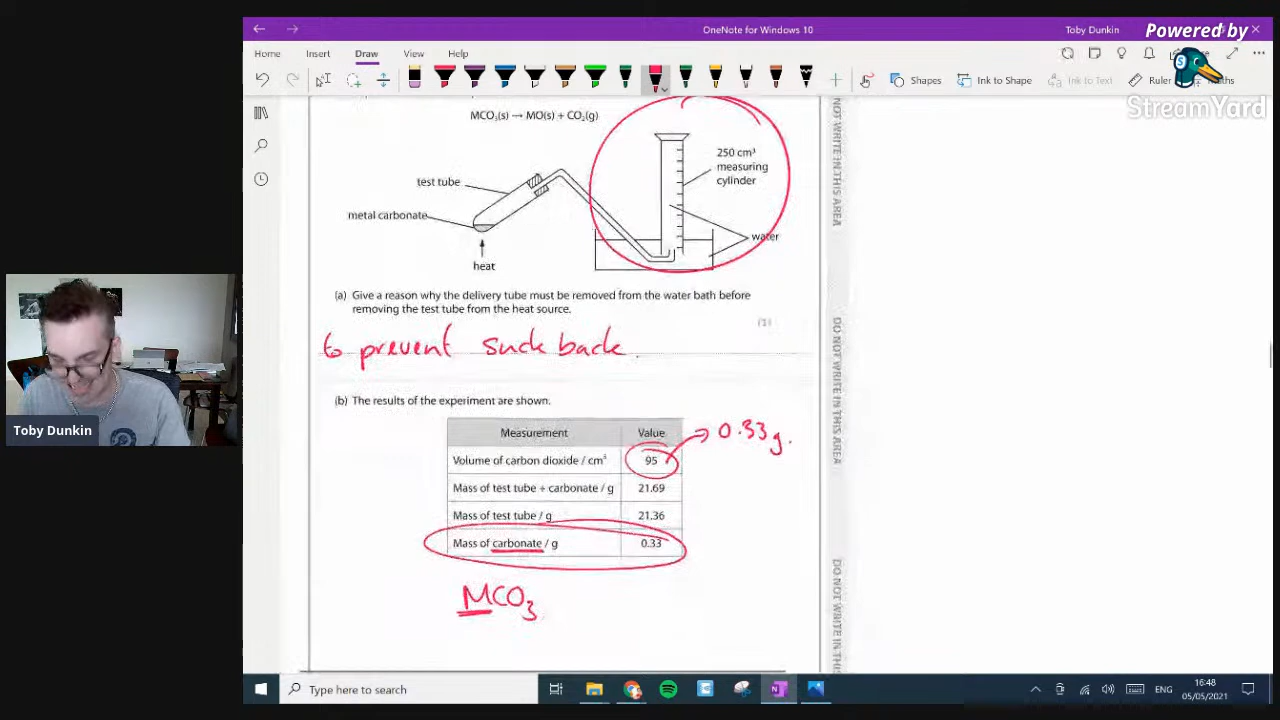 OneNote for Windows 10
Toby Dunkin
Powered by
StreamYard
Home Insert Draw View Help
Shapes Ink to Shape Ink to Text Ruler Maths
MCO₃(s) → MO(s) + CO₂(g)
250 cm³
measuring
cylinder
test tube
metal carbonate
water
heat
(a) Give a reason why the delivery tube must be removed from the water bath before
removing the test tube from the heat source.
(1)
to prevent suck back.
(b) The results of the experiment are shown.
Measurement Value
Volume of carbon dioxide / cm³ 95
0.33g.
Mass of test tube + carbonate / g 21.69
Mass of test tube / g 21.36
Mass of carbonate / g 0.33
MCO₃
DO NOT WRITE IN THIS AREA
DO NOT WRITE IN THIS AREA
DO NOT WRITE IN THIS
Toby Dunkin
Type here to search
ENG
16:48
05/05/2021